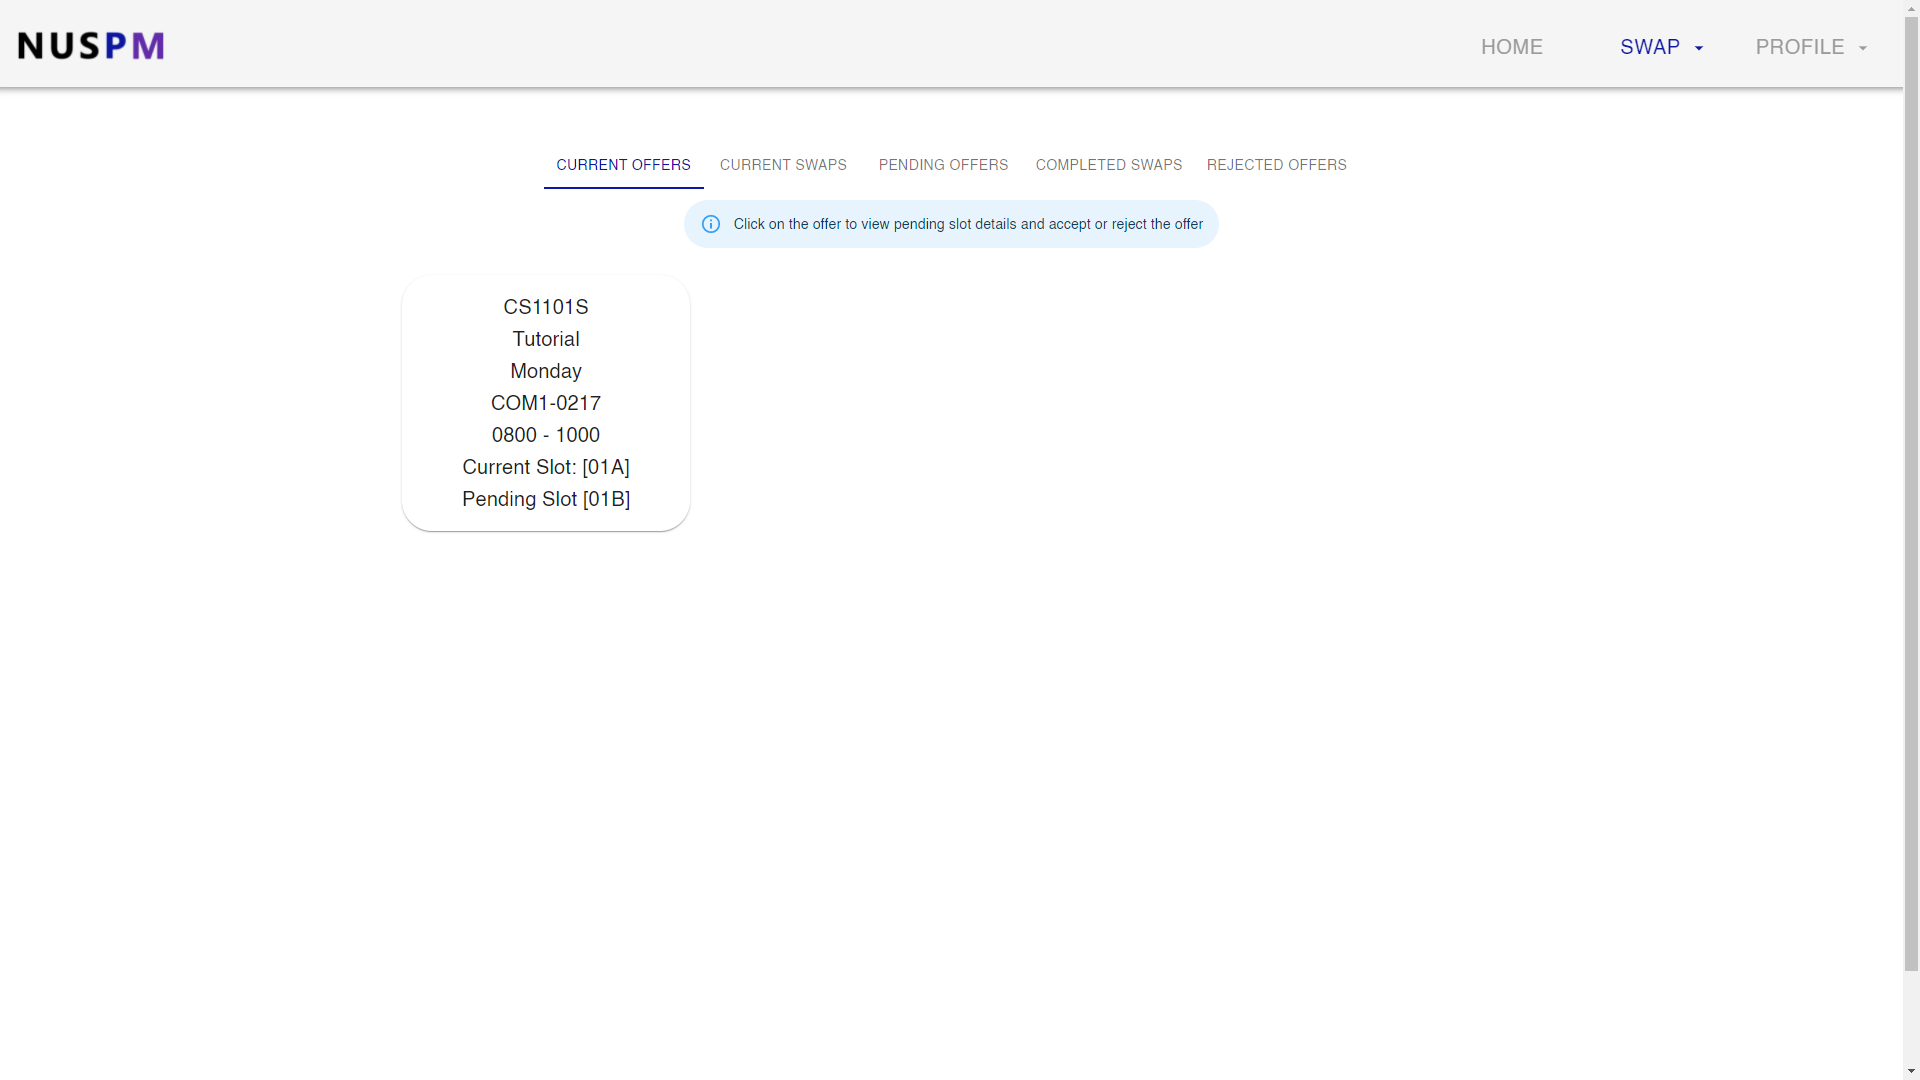 NUSPM
HOME
SWAP
PROFILE
CURRENT OFFERS
CURRENT SWAPS
PENDING OFFERS
COMPLETED SWAPS
REJECTED OFFERS
Click on the offer to view pending slot details and accept or reject the offer
CS1101S
Tutorial
Monday
COM1-0217
0800 - 1000
Current Slot: [01A]
Pending Slot [01B]